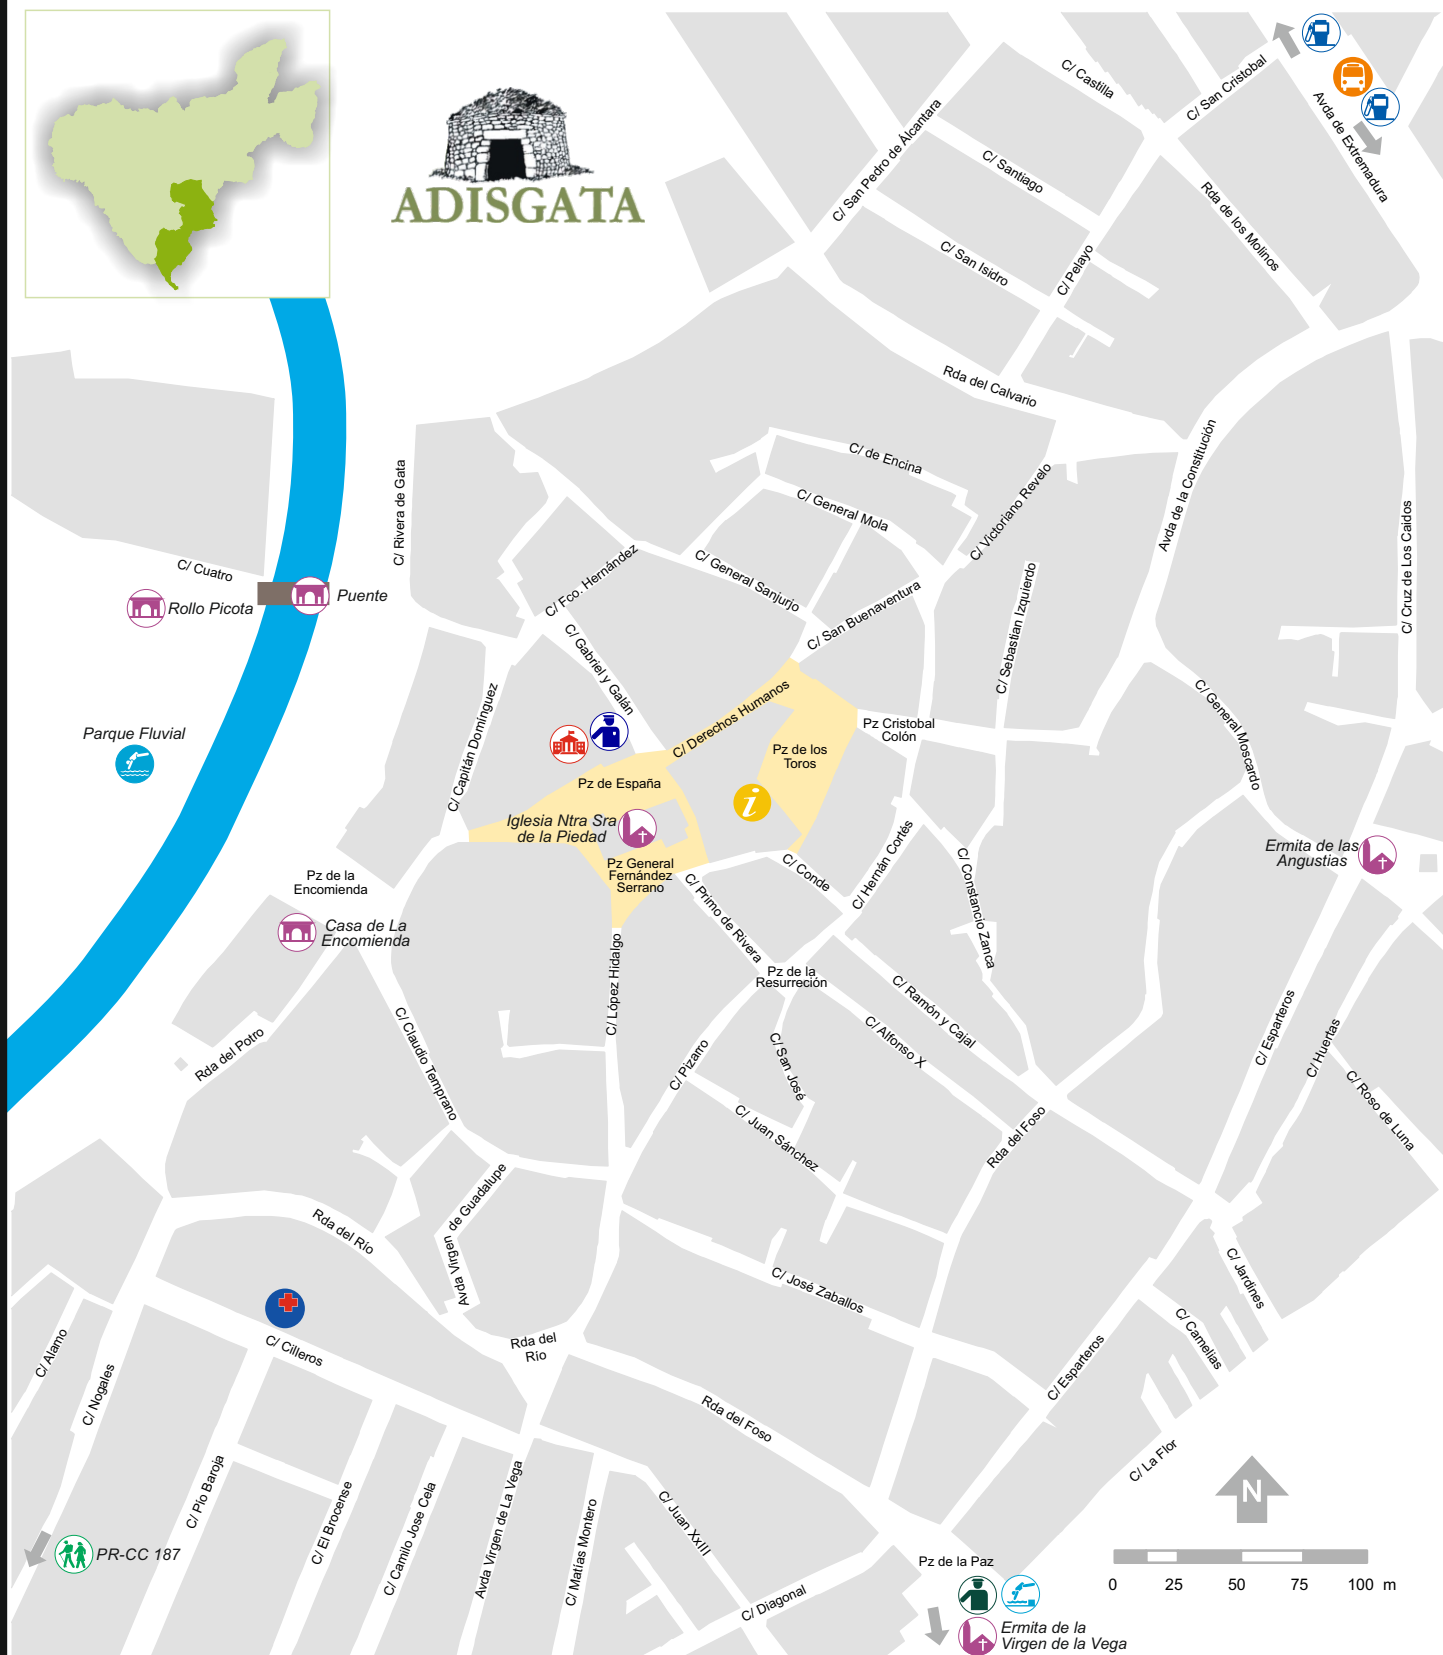 ADISGATA
C/ Castilla
C/ San Cristobal
Avda de Extremadura
C/ San Pedro de Álcantara
C/ Santiago
Rda de los Molinos
C/ San Isidro
C/ Pelayo
Rda del Calvario
C/ de Encina
C/ General Mola
C/ Victoriano Revelo
Avda de la Constitución
C/ Cruz de Los Caidos
C/ Rivera de Gata
C/ Cuatro
Rollo Picota
Puente
C/ Fco. Hernández
C/ General Sanjurjo
C/ San Buenaventura
C/ Sebastian Izquierdo
C/ Gabriel y Galán
C/ Capitán Domínguez
C/ Derechos Humanos
Pz Cristobal
Colón
C/ General Moscardo
Parque Fluvial
Pz de los
Toros
Pz de España
i
Iglesia Ntra Sra
de la Piedad
Pz General
Fernández
Serrano
C/ Conde
C/ Hernán Cortés
C/ Constancio Zanca
Ermita de las
Angustias
Pz de la
Encomienda
Casa de La
Encomienda
C/ Primo de Rivera
C/ López Hidalgo
Pz de la
Resurreción
C/ Ramón y Cajal
C/ Alfonso X
C/ Esparteros
C/ Huertas
C/ Roso de Luna
Rda del Potro
C/ Claudio Temprano
C/ Pizarro
C/ San José
C/ Juan Sánchez
Rda del Foso
Avda Virgen de Guadalupe
Rda del Río
C/ José Zaballos
C/ Jardines
C/ Camelias
C/ Alamo
C/ Nogales
C/ Cilleros
Rda del
Río
Rda del Foso
C/ Esparteros
C/ La Flor
C/ Pío Baroja
C/ El Brocense
C/ Camilo Jose Cela
Avda Virgen de La Vega
C/ Matías Montero
C/ Juan XxIII
C/ Diagonal
PR-CC 187
Pz de la Paz
Ermita de la
Virgen de la Vega
N
0 25 50 75 100 m